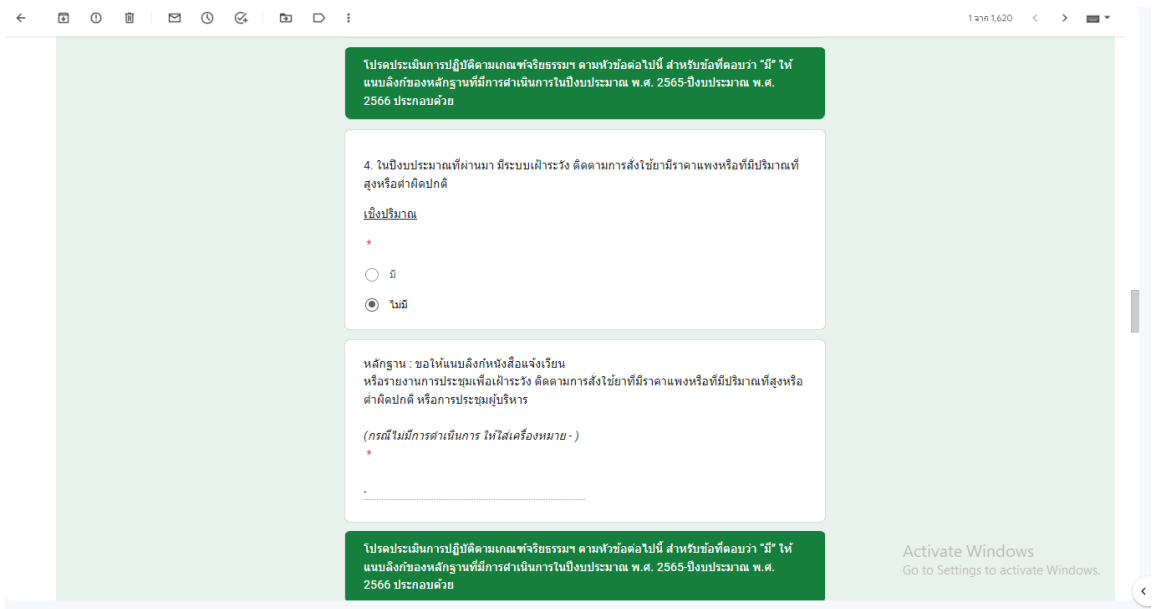 1 จาก 1,620
โปรดประเมินการปฏิบัติตามเกณฑ์จริยธรรมฯ ตามหัวข้อต่อไปนี้ สำหรับข้อที่ตอบว่า “มี” ให้
แนบลิงก์ของหลักฐานที่มีการดำเนินการในปีงบประมาณ พ.ศ. 2565-ปีงบประมาณ พ.ศ.
2566 ประกอบด้วย
4. ในปีงบประมาณที่ผ่านมา มีระบบเฝ้าระวัง ติดตามการสั่งใช้ยามีราคาแพงหรือที่มีปริมาณที่
สูงหรือต่ำผิดปกติ
เชิงปริมาณ
*
มี
ไม่มี
หลักฐาน : ขอให้แนบลิงก์หนังสือแจ้งเวียน
หรือรายงานการประชุมเพื่อเฝ้าระวัง ติดตามการสั่งใช้ยาที่มีราคาแพงหรือที่มีปริมาณที่สูงหรือ
ต่ำผิดปกติ หรือการประชุมผู้บริหาร
(กรณีไม่มีการดำเนินการ ให้ใส่เครื่องหมาย - )
*
-
โปรดประเมินการปฏิบัติตามเกณฑ์จริยธรรมฯ ตามหัวข้อต่อไปนี้ สำหรับข้อที่ตอบว่า “มี” ให้
แนบลิงก์ของหลักฐานที่มีการดำเนินการในปีงบประมาณ พ.ศ. 2565-ปีงบประมาณ พ.ศ.
2566 ประกอบด้วย
Activate Windows
Go to Settings to activate Windows.